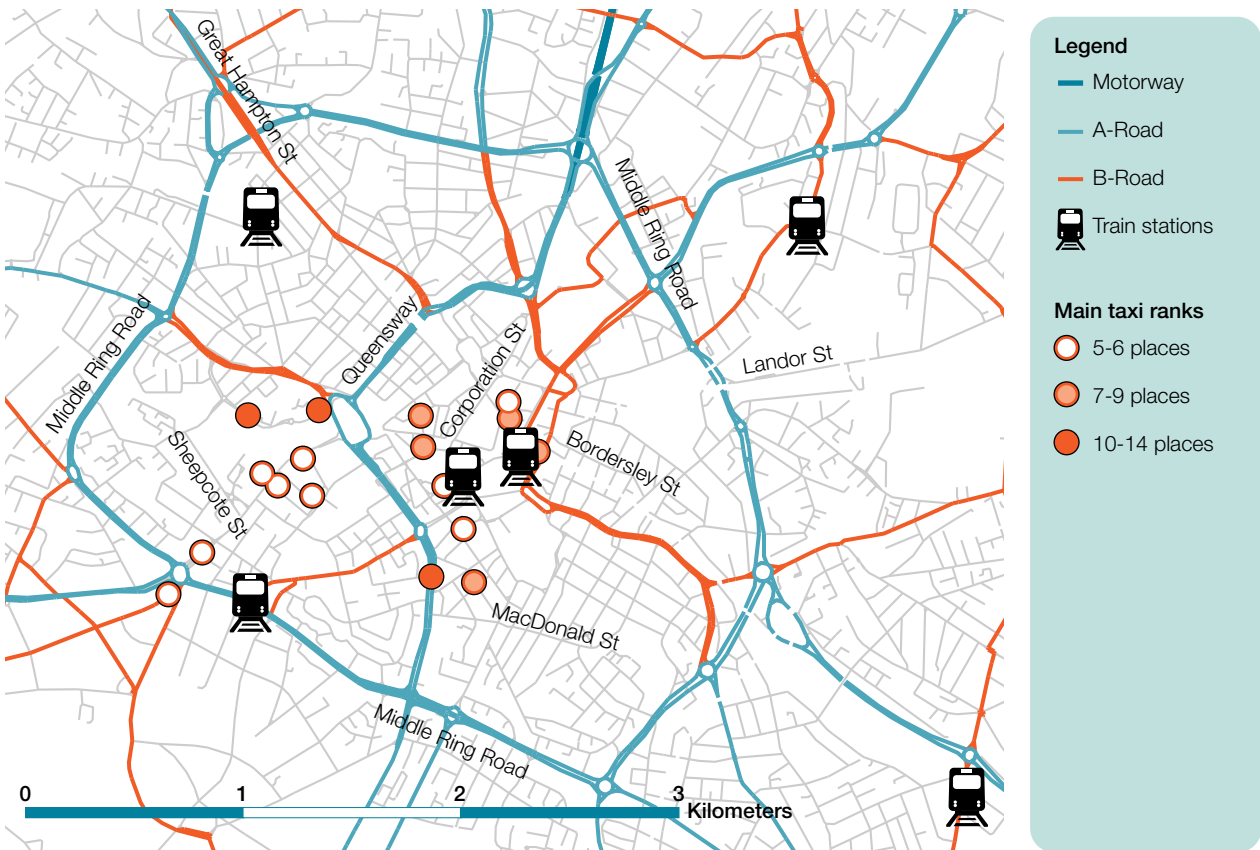 Great Hampton St
Middle Ring Road
Middle Ring Road
Queensway
Corporation St
Landor St
Sheepcote St
Bordersley St
MacDonald St
Middle Ring Road
0 1 2 3 Kilometers
Legend
Motorway
A-Road
B-Road
Train stations
Main taxi ranks
5-6 places
7-9 places
10-14 places